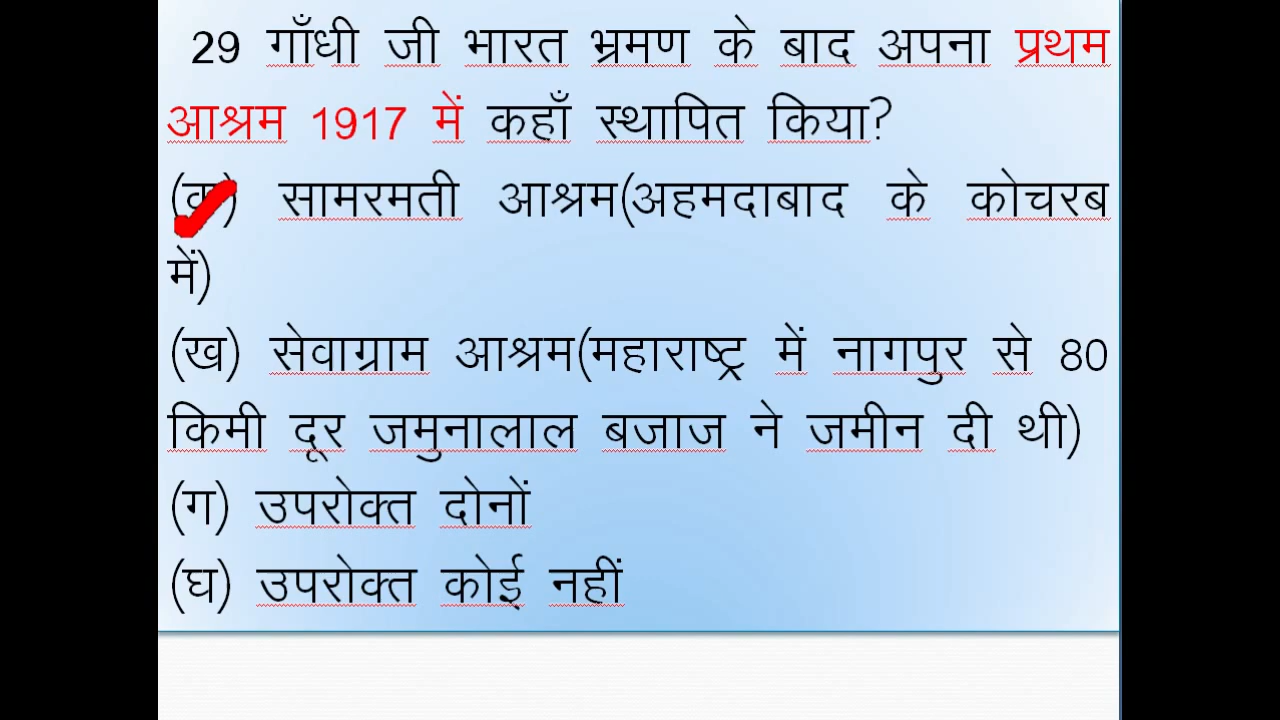 29 गाँधी जी भारत भ्रमण के बाद अपना प्रथम
आश्रम 1917 में कहाँ स्थापित किया?
(क) सामरमती आश्रम(अहमदाबाद के कोचरब
में)
(ख) सेवाग्राम आश्रम(महाराष्ट्र में नागपुर से 80
किमी दूर जमुनालाल बजाज ने जमीन दी थी)
(ग) उपरोक्त दोनों
(घ) उपरोक्त कोई नहीं